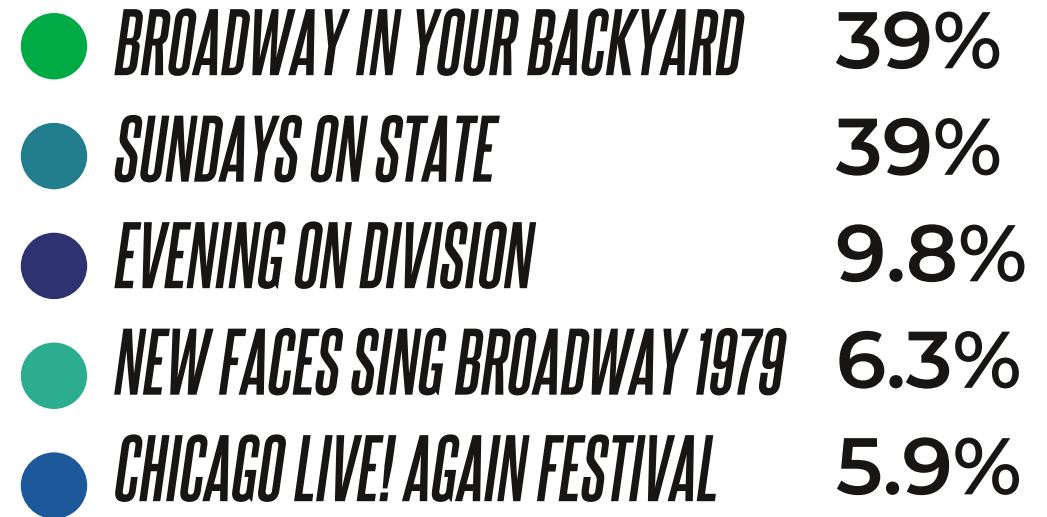 BROADWAY IN YOUR BACKYARD 39%
SUNDAYS ON STATE 39%
EVENING ON DIVISION 9.8%
NEW FACES SING BROADWAY 1979 6.3%
CHICAGO LIVE! AGAIN FESTIVAL 5.9%